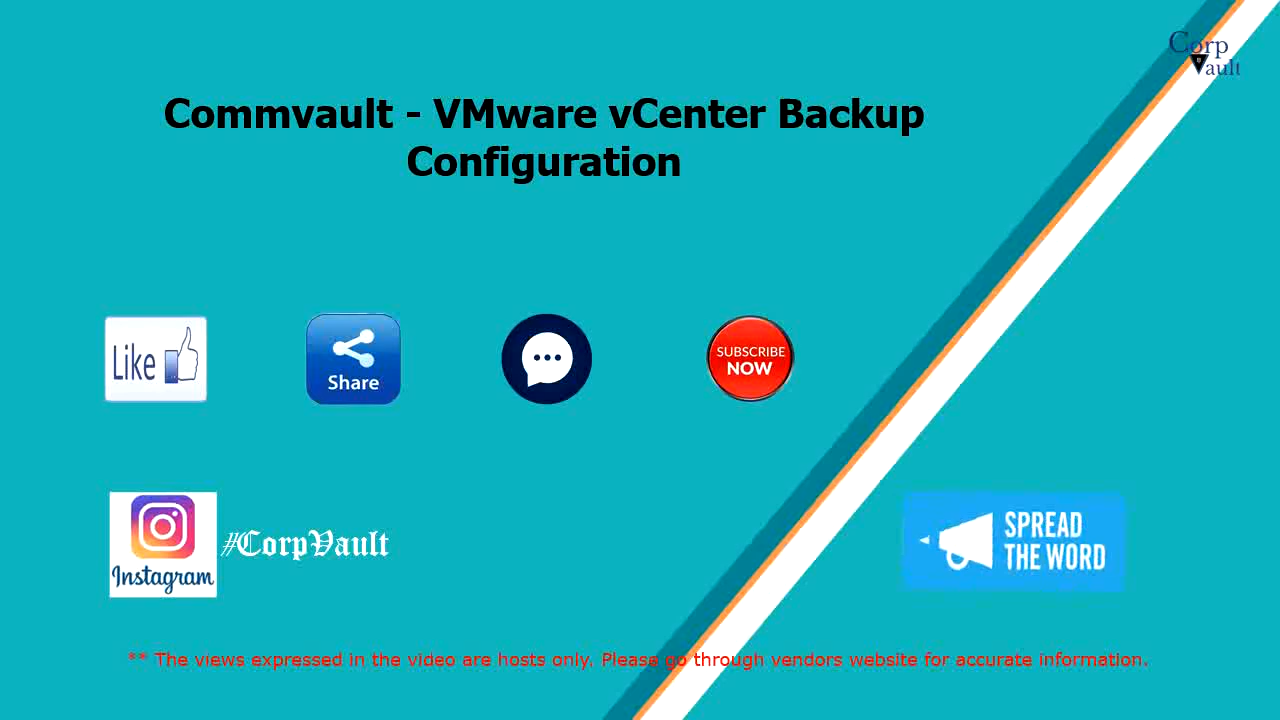 Corp
Vault
Commvault - VMware vCenter Backup
Configuration
Like
Share
SUBSCRIBE
NOW
Instagram
#CorpVault
SPREAD
THE WORD
** The views expressed in the video are hosts only. Please go through vendors website for accurate information.